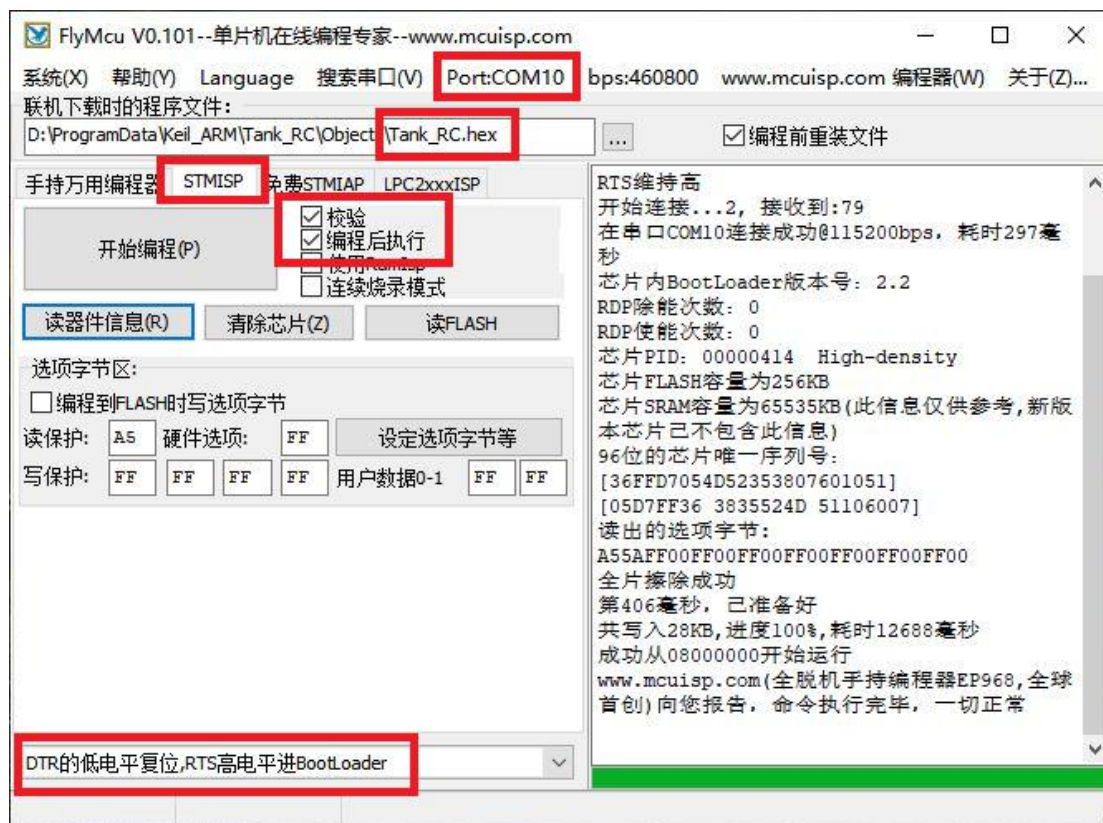 FlyMcu V0.101--单片机在线编程专家--www.mcuisp.com
系统(X) 帮助(Y) Language 搜索串口(V) Port:COM10 bps:460800 www.mcuisp.com 编程器(W) 关于(Z)...
联机下载时的程序文件:
D:\ProgramData\Keil_ARM\Tank_RC\Object \Tank_RC.hex ... 编程前重装文件
手持万用编程器 STMISP 免费STMIAP LPC2xxxISP
开始编程(P)
校验
编程后执行
使用RamIsp
连续烧录模式
读器件信息(R) 清除芯片(Z) 读FLASH
选项字节区:
编程到FLASH时写选项字节
读保护: A5 硬件选项: FF 设定选项字节等
写保护: FF FF FF FF 用户数据0-1 FF FF
DTR的低电平复位,RTS高电平进BootLoader
RTS维持高
开始连接...2, 接收到:79
在串口COM10连接成功@115200bps, 耗时297毫
秒
芯片内BootLoader版本号: 2.2
RDP除能次数: 0
RDP使能次数: 0
芯片PID: 00000414 High-density
芯片FLASH容量为256KB
芯片SRAM容量为65535KB(此信息仅供参考,新版
本芯片已不包含此信息)
96位的芯片唯一序列号:
[36FFD7054D52353807601051]
[05D7FF36 3835524D 51106007]
读出的选项字节:
A55AFF00FF00FF00FF00FF00FF00FF00
全片擦除成功
第406毫秒, 已准备好
共写入28KB,进度100%,耗时12688毫秒
成功从08000000开始运行
www.mcuisp.com(全脱机手持编程器EP968,全球
首创)向您报告, 命令执行完毕, 一切正常